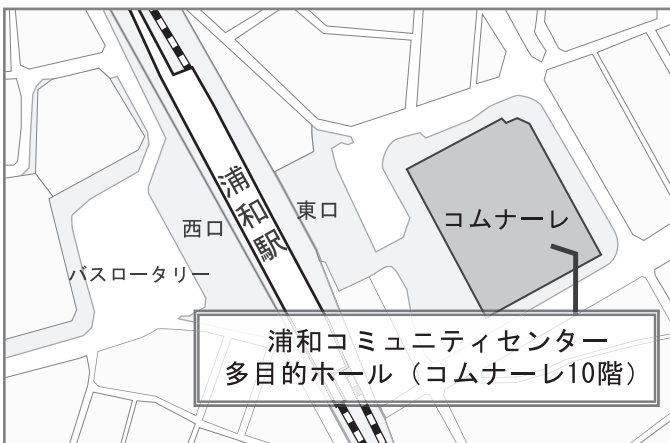 浦和駅
西口
東口
コムナーレ
バスロータリー
浦和コミュニティセンター
多目的ホール（コムナーレ10階）